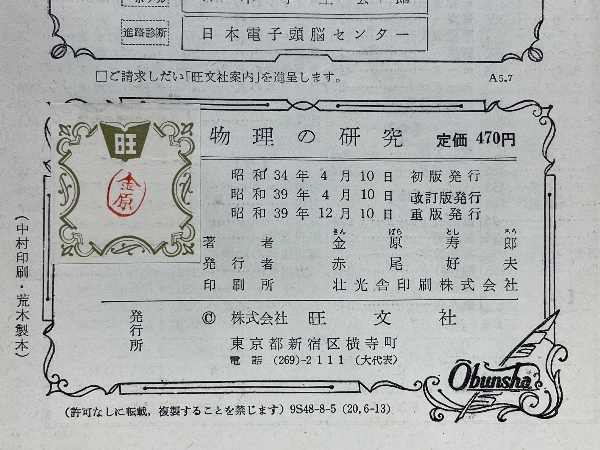 進路診断 日本電子頭脳センター
□ご請求しだい「旺文社案内」を進呈します。 A5.7
旺
金原
物理の研究 定価 470円
昭和34年4月10日 初版発行
昭和39年4月10日 改訂版発行
昭和39年12月10日 重版発行
きん ばら とし ろう
著者 金原寿郎
発行者 赤尾好夫
印刷所 壮光舎印刷株式会社
発行所
© 株式会社 旺文社
東京都新宿区横寺町
電話 (269)-2111 (大代表)
Obunsha
(中村印刷・荒木製本)
(許可なしに転載，複製することを禁じます) 9S48-8-5 (20,6-13)